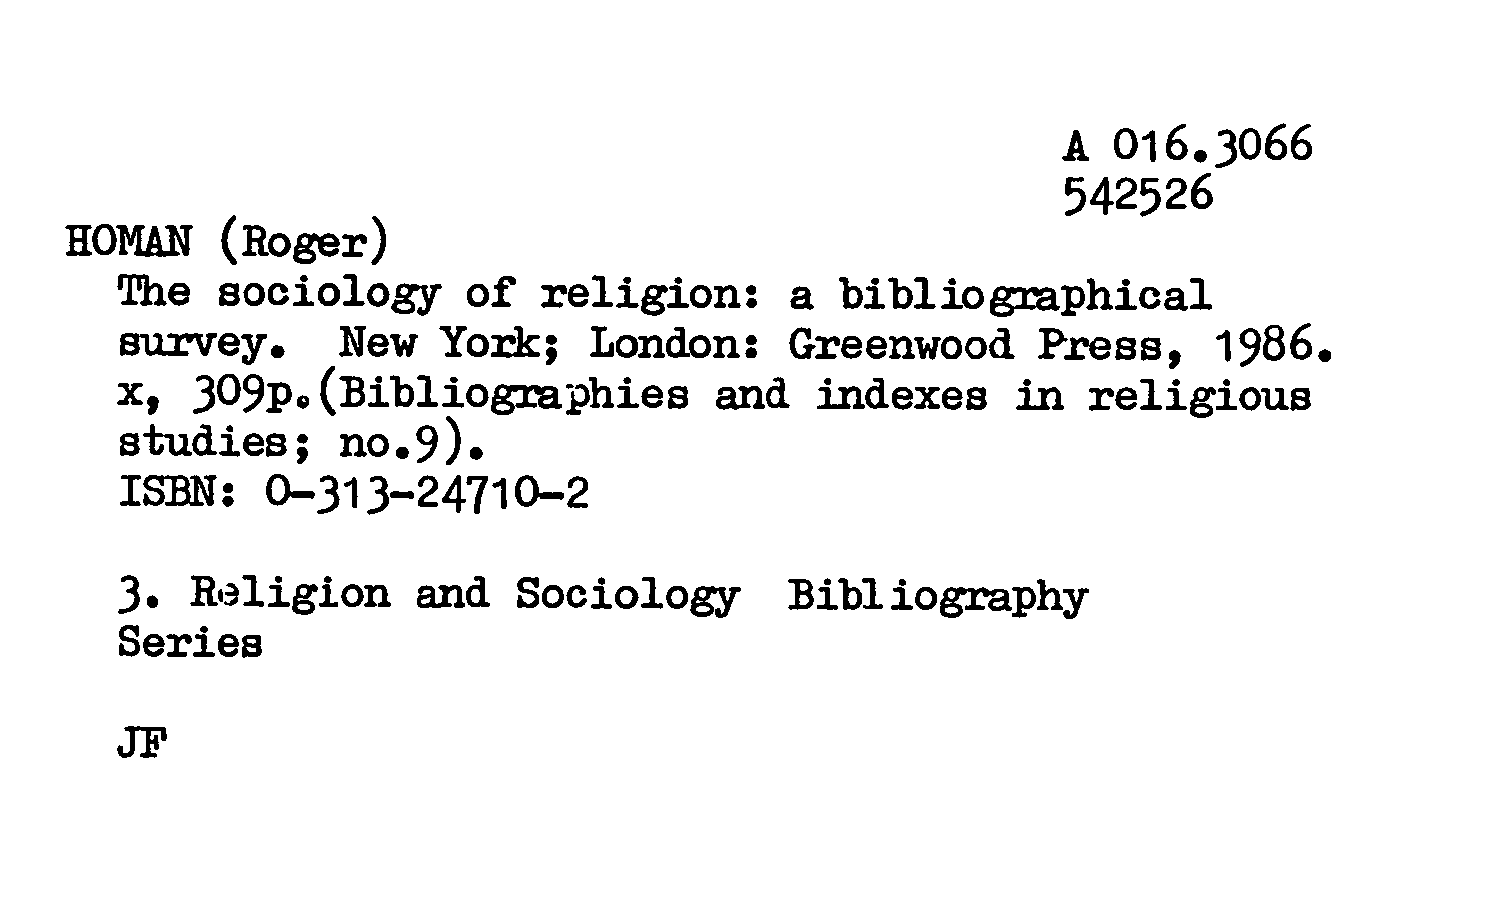 A 016.3066
542526
HOMAN (Roger)
The sociology of religion: a bibliographical
survey. New York; London: Greenwood Press, 1986.
x, 309p.(Bibliographies and indexes in religious
studies; no.9).
ISBN: 0-313-24710-2
3. Religion and Sociology Bibliography
Series
JF